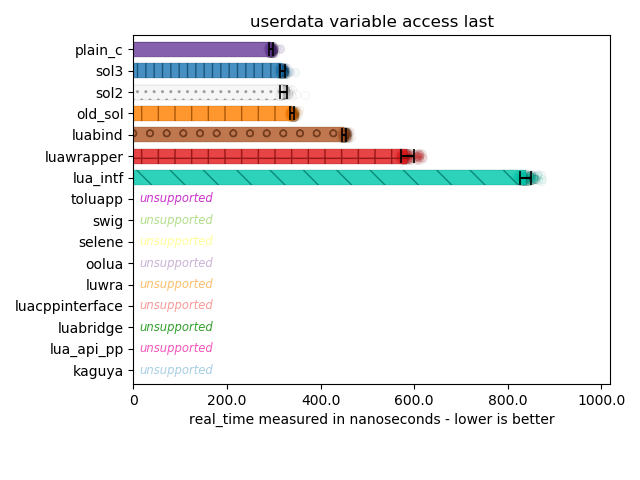 userdata variable access last
plain_c
sol3
sol2
old_sol
luabind
luawrapper
lua_intf
toluapp unsupported
swig unsupported
selene unsupported
oolua unsupported
luwra unsupported
luacppinterface unsupported
luabridge unsupported
lua_api_pp unsupported
kaguya unsupported
0 200.0 400.0 600.0 800.0 1000.0
real_time measured in nanoseconds - lower is better